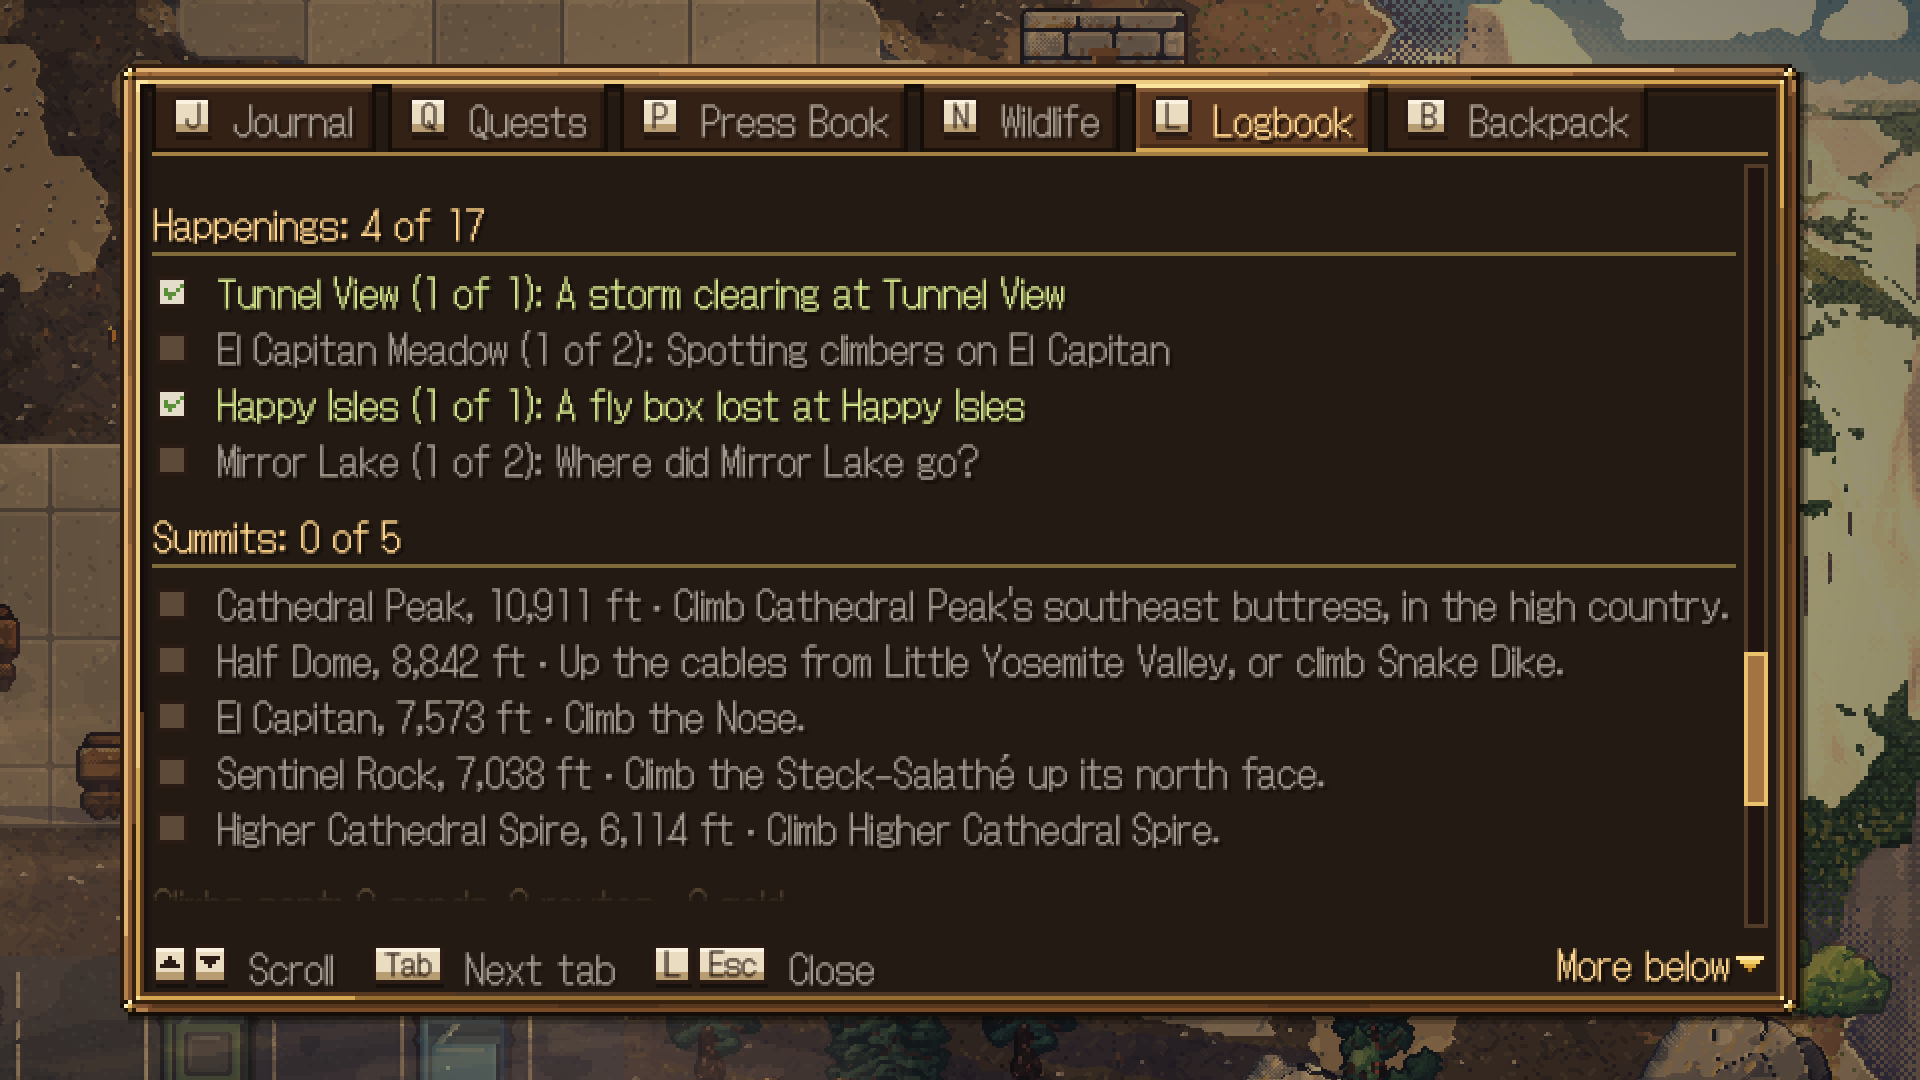 J Journal Q Quests P Press Book N Wildlife L Logbook B Backpack
Happenings: 4 of 17
Tunnel View (1 of 1): A storm clearing at Tunnel View
El Capitan Meadow (1 of 2): Spotting climbers on El Capitan
Happy Isles (1 of 1): A fly box lost at Happy Isles
Mirror Lake (1 of 2): Where did Mirror Lake go?
Summits: 0 of 5
Cathedral Peak, 10,911 ft · Climb Cathedral Peak's southeast buttress, in the high country.
Half Dome, 8,842 ft · Up the cables from Little Yosemite Valley, or climb Snake Dike.
El Capitan, 7,573 ft · Climb the Nose.
Sentinel Rock, 7,038 ft · Climb the Steck-Salathé up its north face.
Higher Cathedral Spire, 6,114 ft · Climb Higher Cathedral Spire.
Scroll Tab Next tab L Esc Close More below